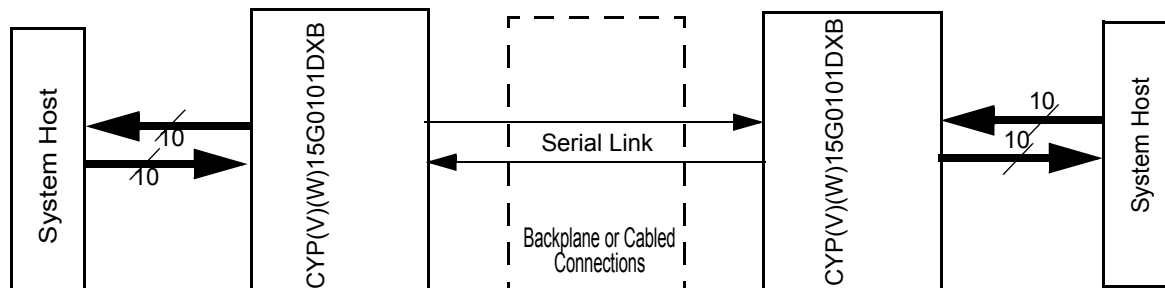 System Host
10
10
CYP(V)(W)15G0101DXB
Serial Link
Backplane or Cabled
Connections
CYP(V)(W)15G0101DXB
10
10
System Host